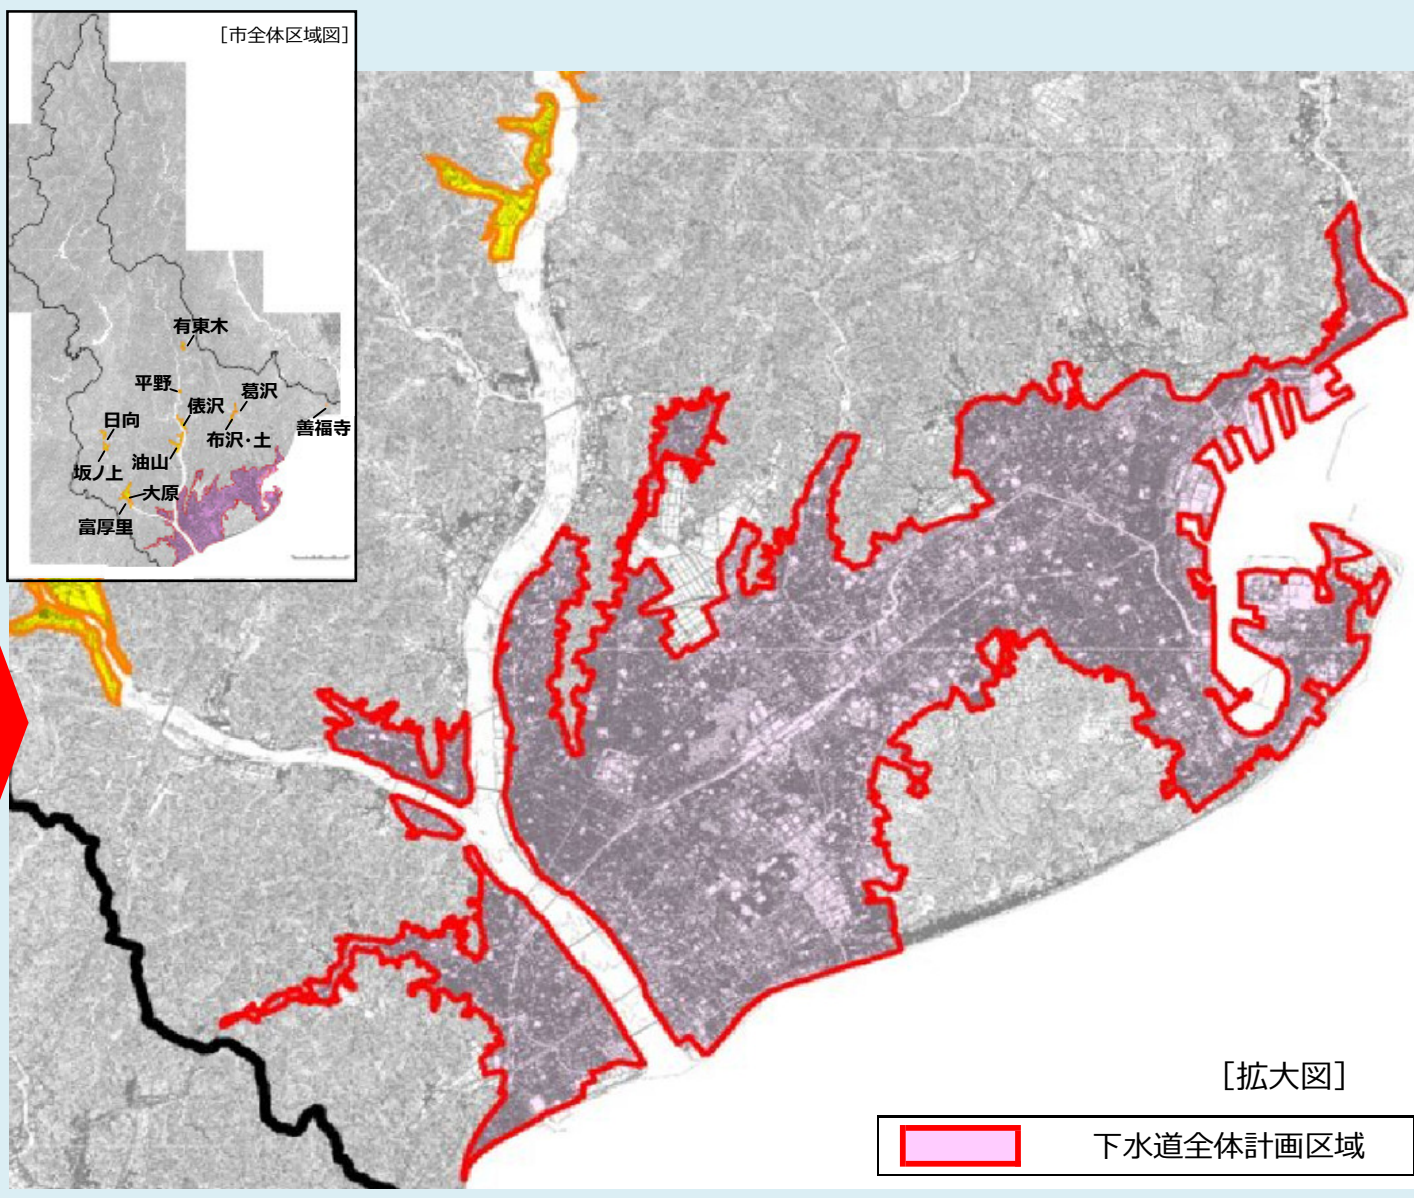 [市全体区域図]
有東木
平野
葛沢
俵沢
日向
善福寺
布沢・土
油山
坂ノ上
大原
富厚里
[拡大図]
下水道全体計画区域